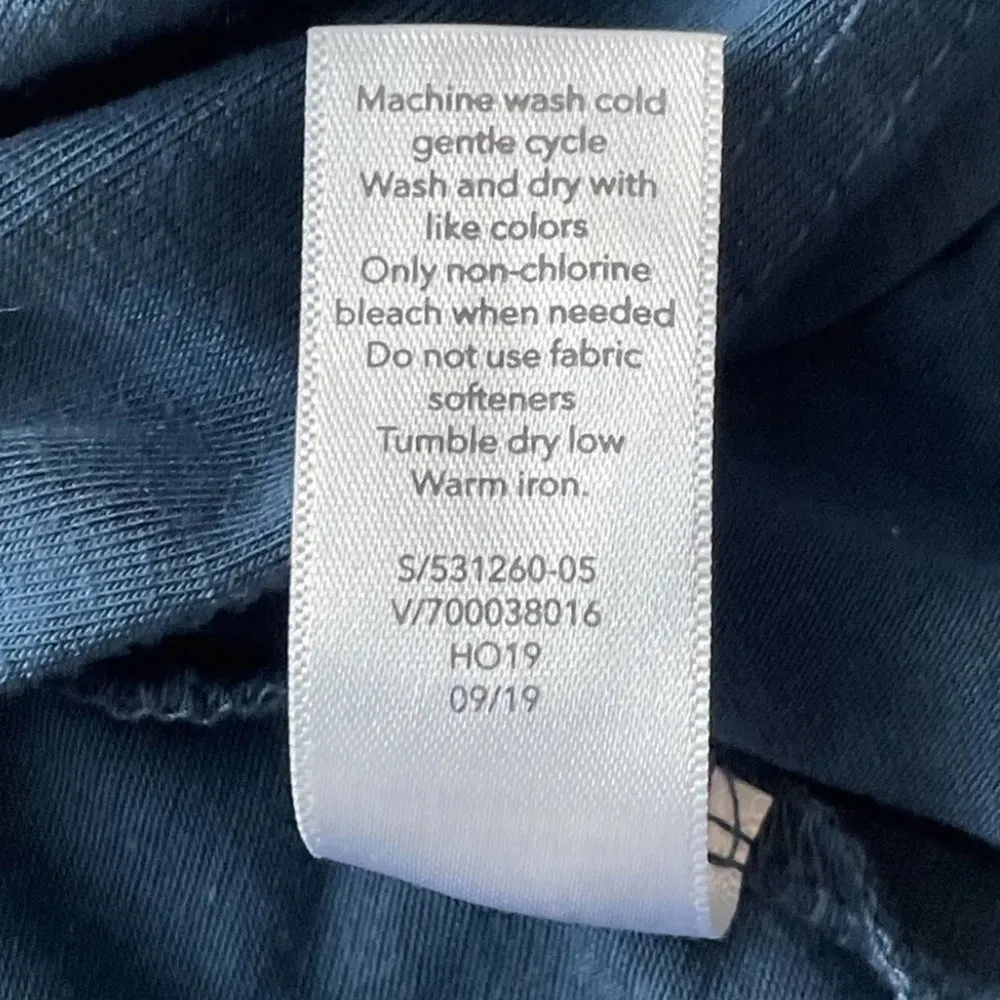 Machine wash cold
gentle cycle
Wash and dry with
like colors
Only non-chlorine
bleach when needed
Do not use fabric
softeners
Tumble dry low
Warm iron.
S/531260-05
V/700038016
HO19
09/19